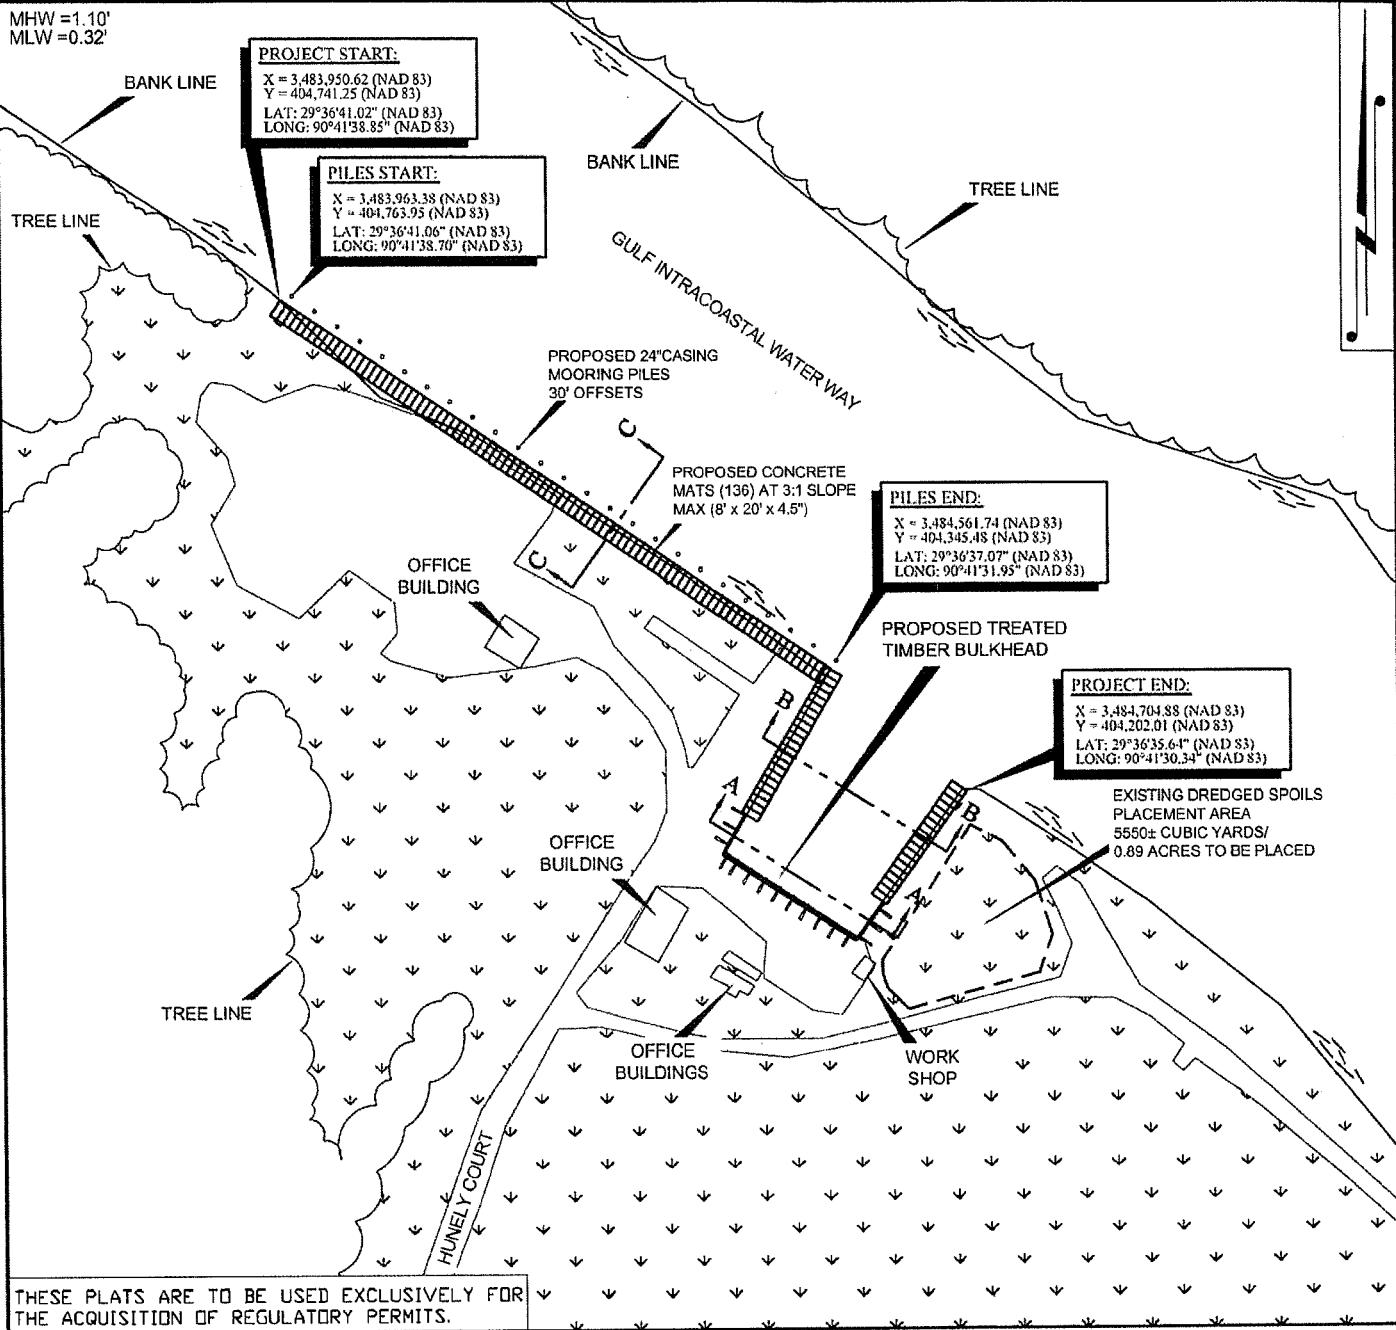 MHW =1.10'
MLW =0.32'
BANK LINE
PROJECT START:
X = 3,483,950.62 (NAD 83)
Y = 404,741.25 (NAD 83)
LAT: 29°36'41.02" (NAD 83)
LONG: 90°41'38.85" (NAD 83)
PILES START:
X = 3,483,963.38 (NAD 83)
Y = 404,763.95 (NAD 83)
LAT: 29°36'41.06" (NAD 83)
LONG: 90°41'38.70" (NAD 83)
BANK LINE
TREE LINE
TREE LINE
GULF INTRACOASTAL WATER WAY
PROPOSED 24"CASING
MOORING PILES
30' OFFSETS
C
PROPOSED CONCRETE
MATS (136) AT 3:1 SLOPE
MAX (8' x 20' x 4.5")
C
PILES END:
X = 3,484,561.74 (NAD 83)
Y = 404,345.48 (NAD 83)
LAT: 29°36'37.07" (NAD 83)
LONG: 90°41'31.95" (NAD 83)
OFFICE
BUILDING
PROPOSED TREATED
TIMBER BULKHEAD
PROJECT END:
X = 3,484,704.88 (NAD 83)
Y = 404,202.01 (NAD 83)
LAT: 29°36'35.64" (NAD 83)
LONG: 90°41'30.34" (NAD 83)
B
A
EXISTING DREDGED SPOILS
PLACEMENT AREA
5550± CUBIC YARDS/
0.89 ACRES TO BE PLACED
B
OFFICE
BUILDING
A
TREE LINE
OFFICE
BUILDINGS
WORK
SHOP
HUNELY COURT
THESE PLATS ARE TO BE USED EXCLUSIVELY FOR
THE ACQUISITION OF REGULATORY PERMITS.